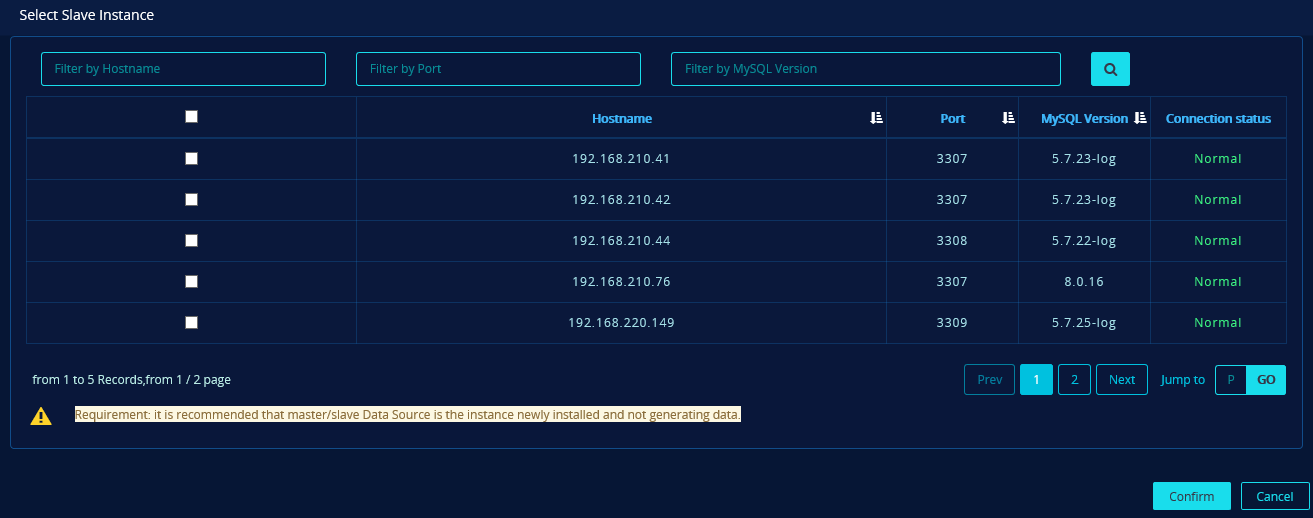 Select Slave Instance
Filter by Hostname Filter by Port Filter by MySQL Version
Hostname Port MySQL Version Connection status
192.168.210.41 3307 5.7.23-log Normal
192.168.210.42 3307 5.7.23-log Normal
192.168.210.44 3308 5.7.22-log Normal
192.168.210.76 3307 8.0.16 Normal
192.168.220.149 3309 5.7.25-log Normal
from 1 to 5 Records,from 1 / 2 page Prev 1 2 Next Jump to P GO
Requirement: it is recommended that master/slave Data Source is the instance newly installed and not generating data.
Confirm Cancel